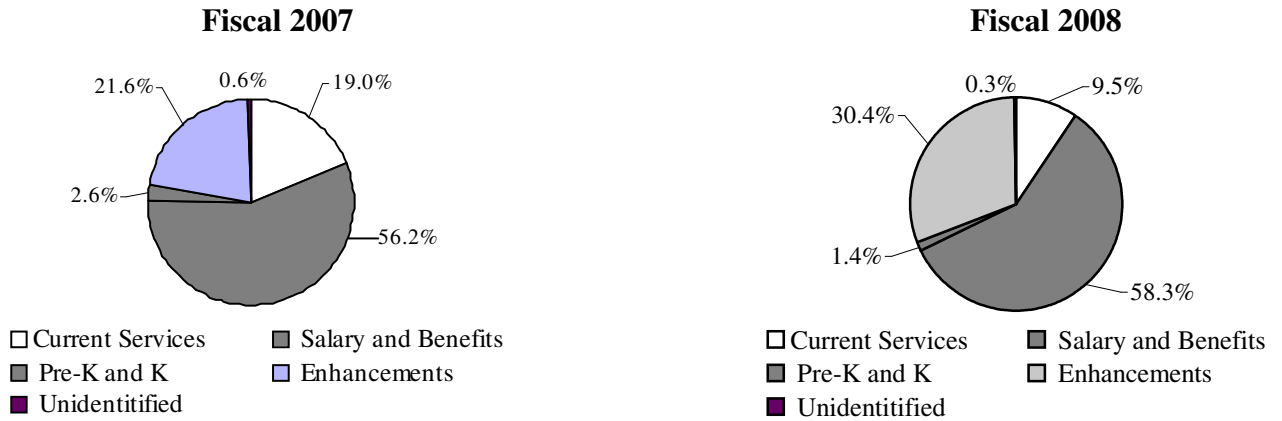 Fiscal 2007
0.6%
19.0%
21.6%
2.6%
56.2%
Current Services
Salary and Benefits
Pre-K and K
Enhancements
Unidentitified
Fiscal 2008
0.3%
9.5%
30.4%
1.4%
58.3%
Current Services
Salary and Benefits
Pre-K and K
Enhancements
Unidentitified